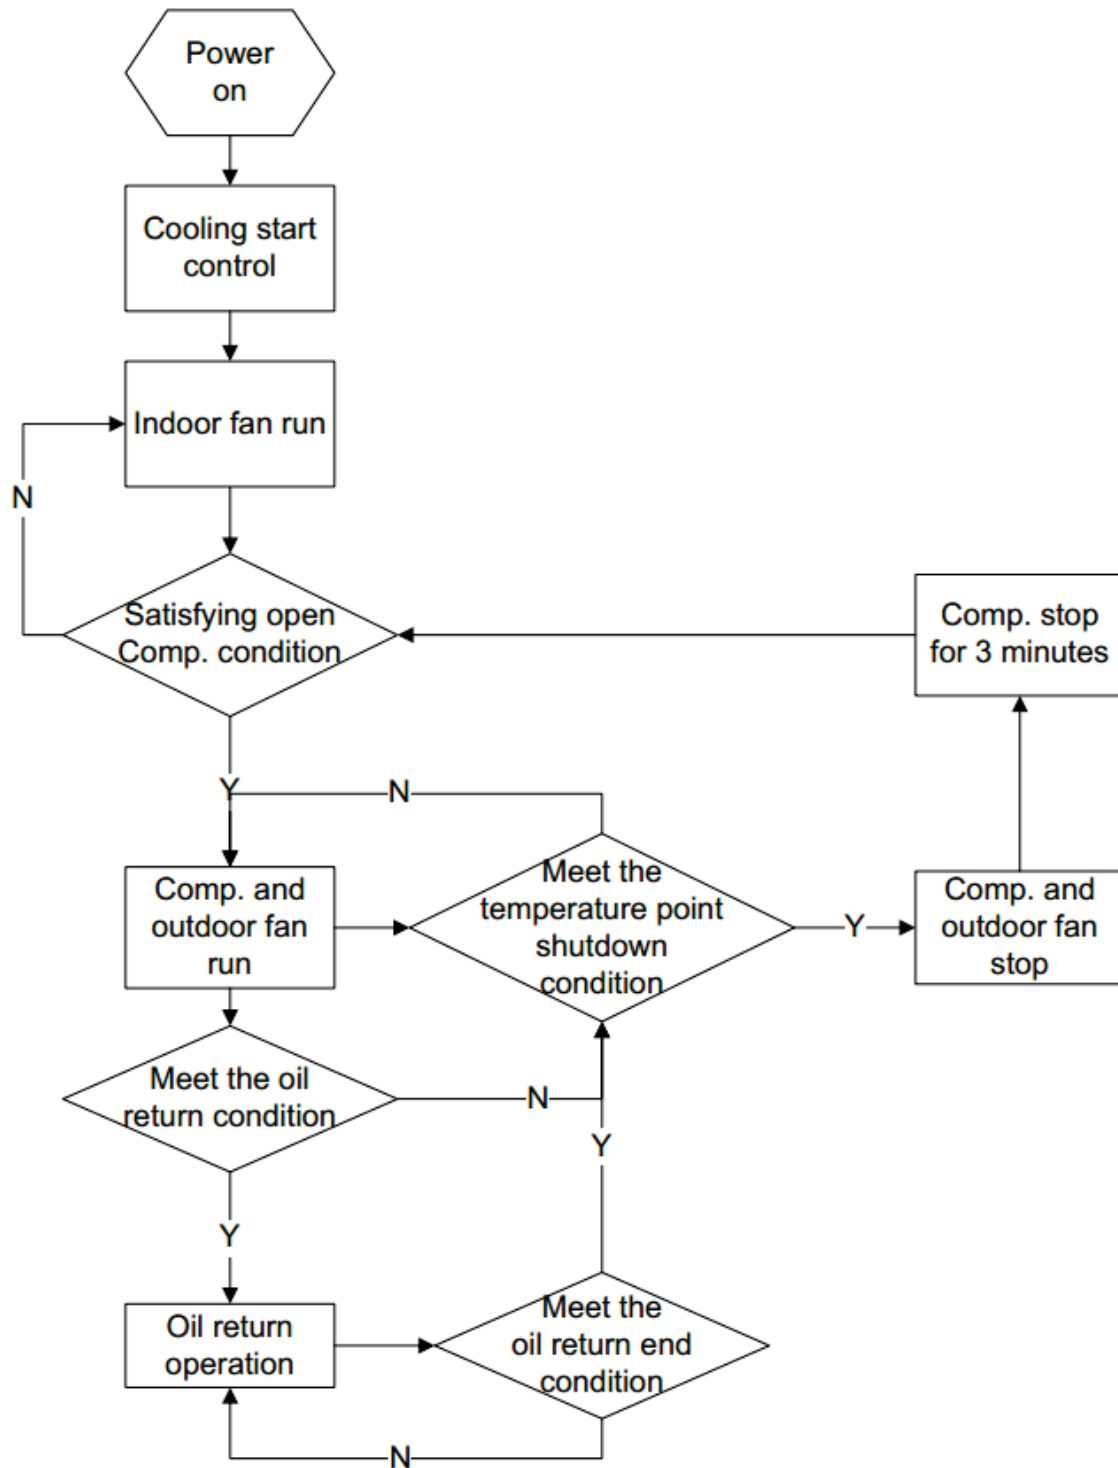 Power
on
Cooling start
control
Indoor fan run
N
Satisfying open
Comp. condition
Comp. stop
for 3 minutes
Y
N
Comp. and
outdoor fan
run
Meet the
temperature point
shutdown
condition
Y
Comp. and
outdoor fan
stop
Meet the oil
return condition
N
Y
Y
Oil return
operation
Meet the
oil return end
condition
N